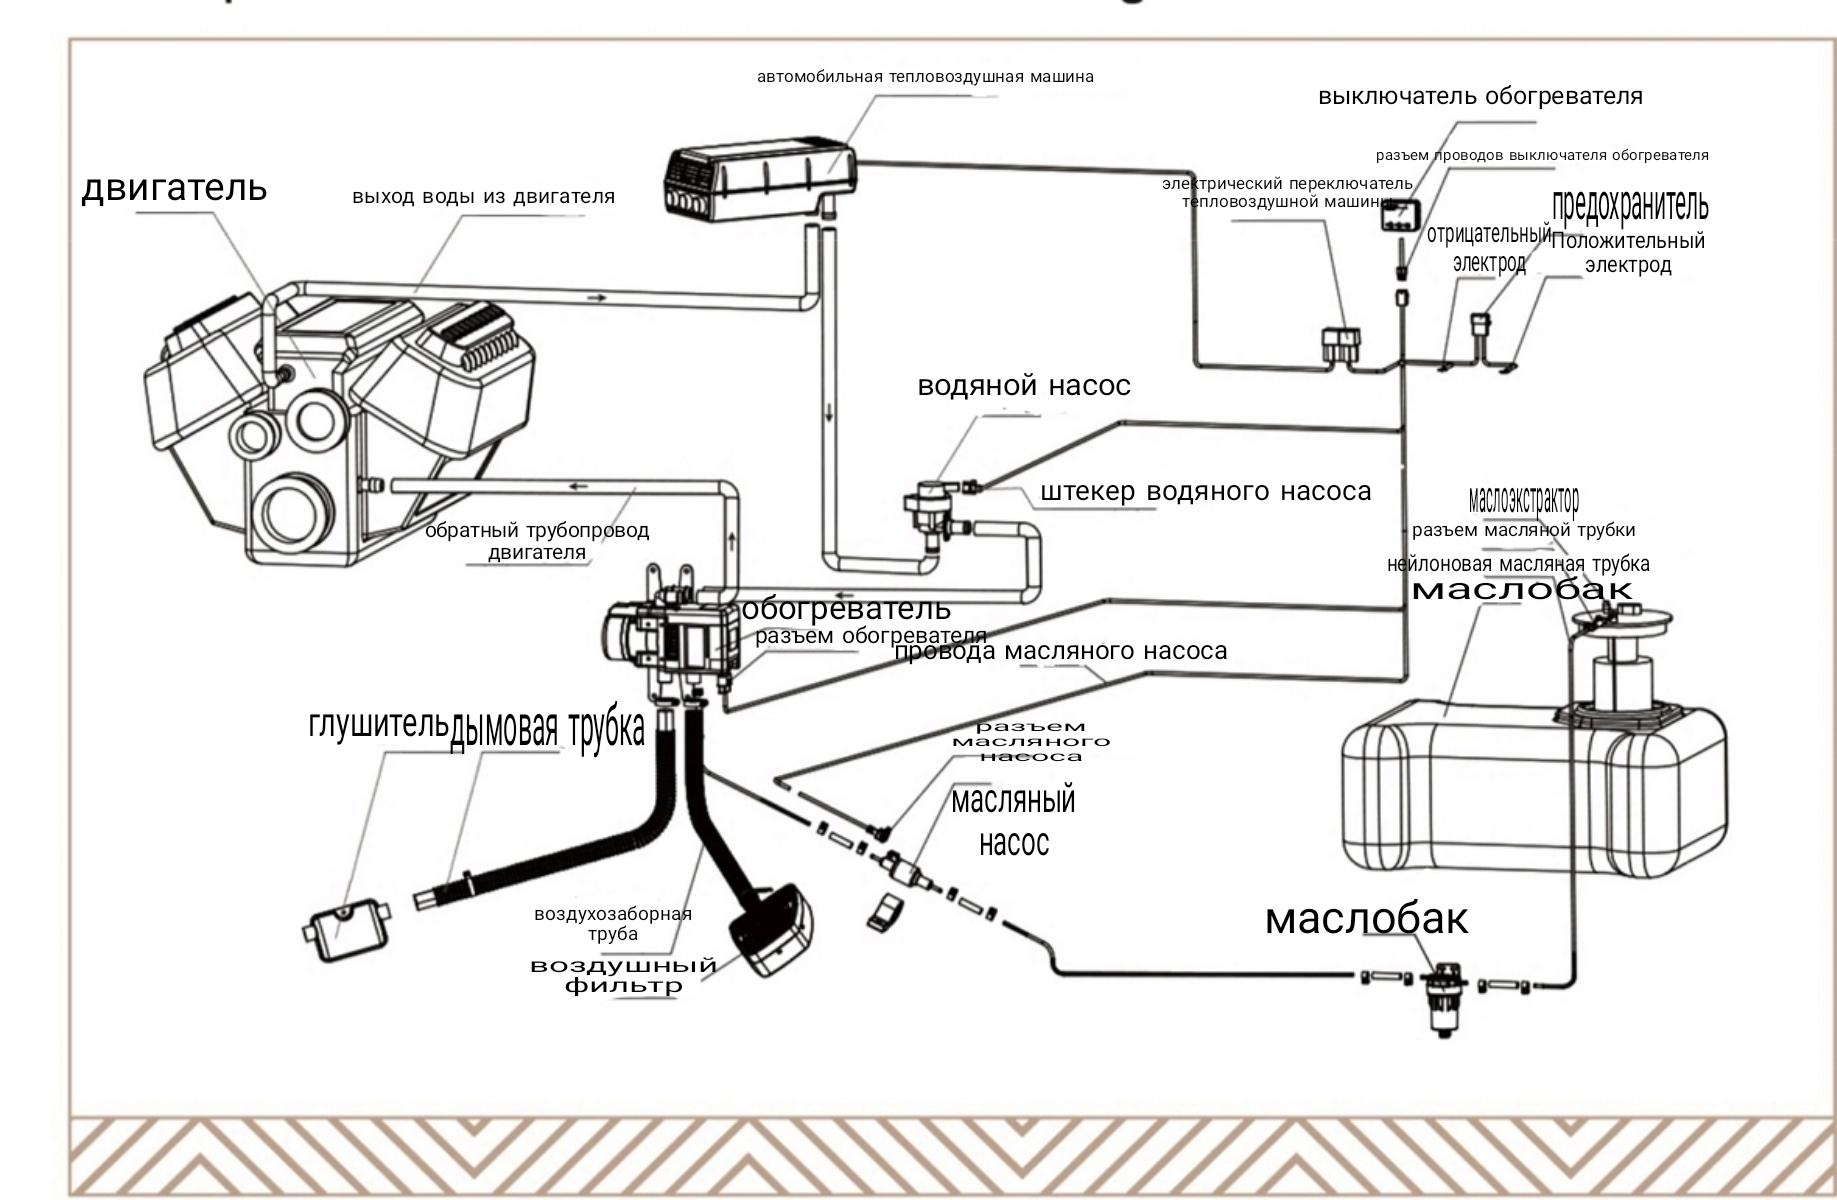 автомобильная тепловоздушная машина
выключатель обогревателя
разъем проводов выключателя обогревателя
двигатель
выход воды из двигателя
электрический переключатель
тепловоздушной машины
предохранитель
отрицательный
электрод
Положительный
электрод
водяной насос
штекер водяного насоса
маслоэкстрактор
разъем масляной трубки
нейлоновая масляная трубка
маслобак
обратный трубопровод
двигателя
обогреватель
разъем обогревателя
провода масляного насоса
глушитель
дымовая трубка
разъем
масляного
насоса
масляный
насос
воздухозаборная
труба
воздушный
фильтр
маслобак